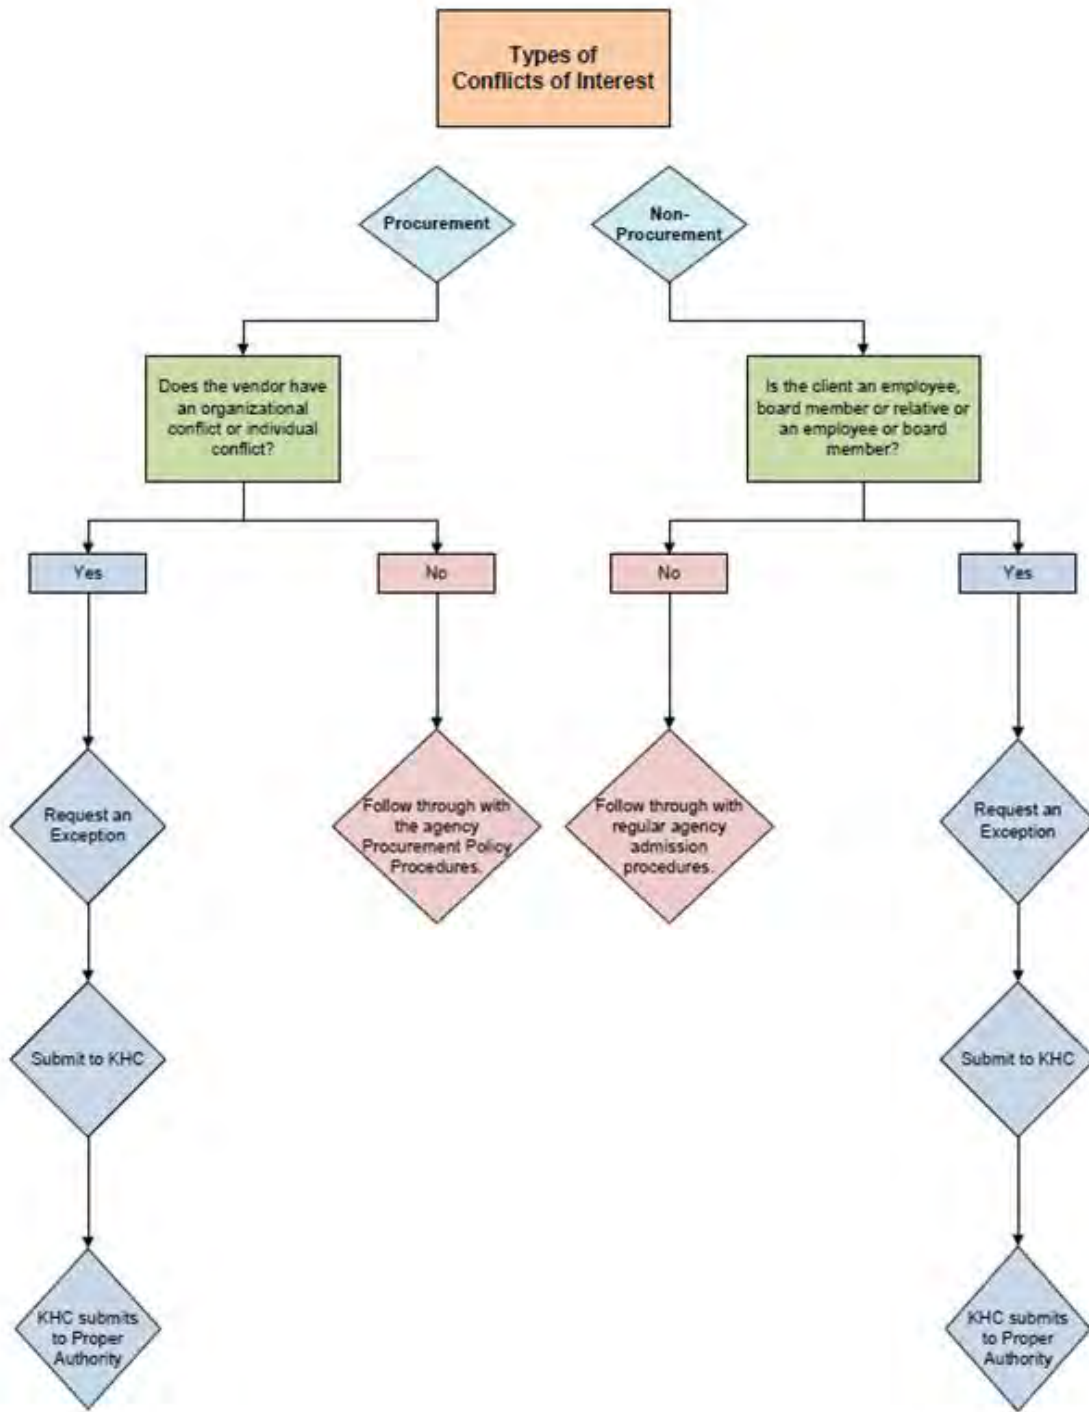 Types of
Conflicts of Interest
Procurement
Non-
Procurement
Does the vendor have
an organizational
conflict or individual
conflict?
Is the client an employee,
board member or relative or
an employee or board
member?
Yes
No
No
Yes
Request an
Exception
Follow through with
the agency
Procurement Policy
Procedures.
Follow through with
regular agency
admission
procedures.
Request an
Exception
Submit to KHC
Submit to KHC
KHC submits
to Proper
Authority
KHC submits
to Proper
Authority